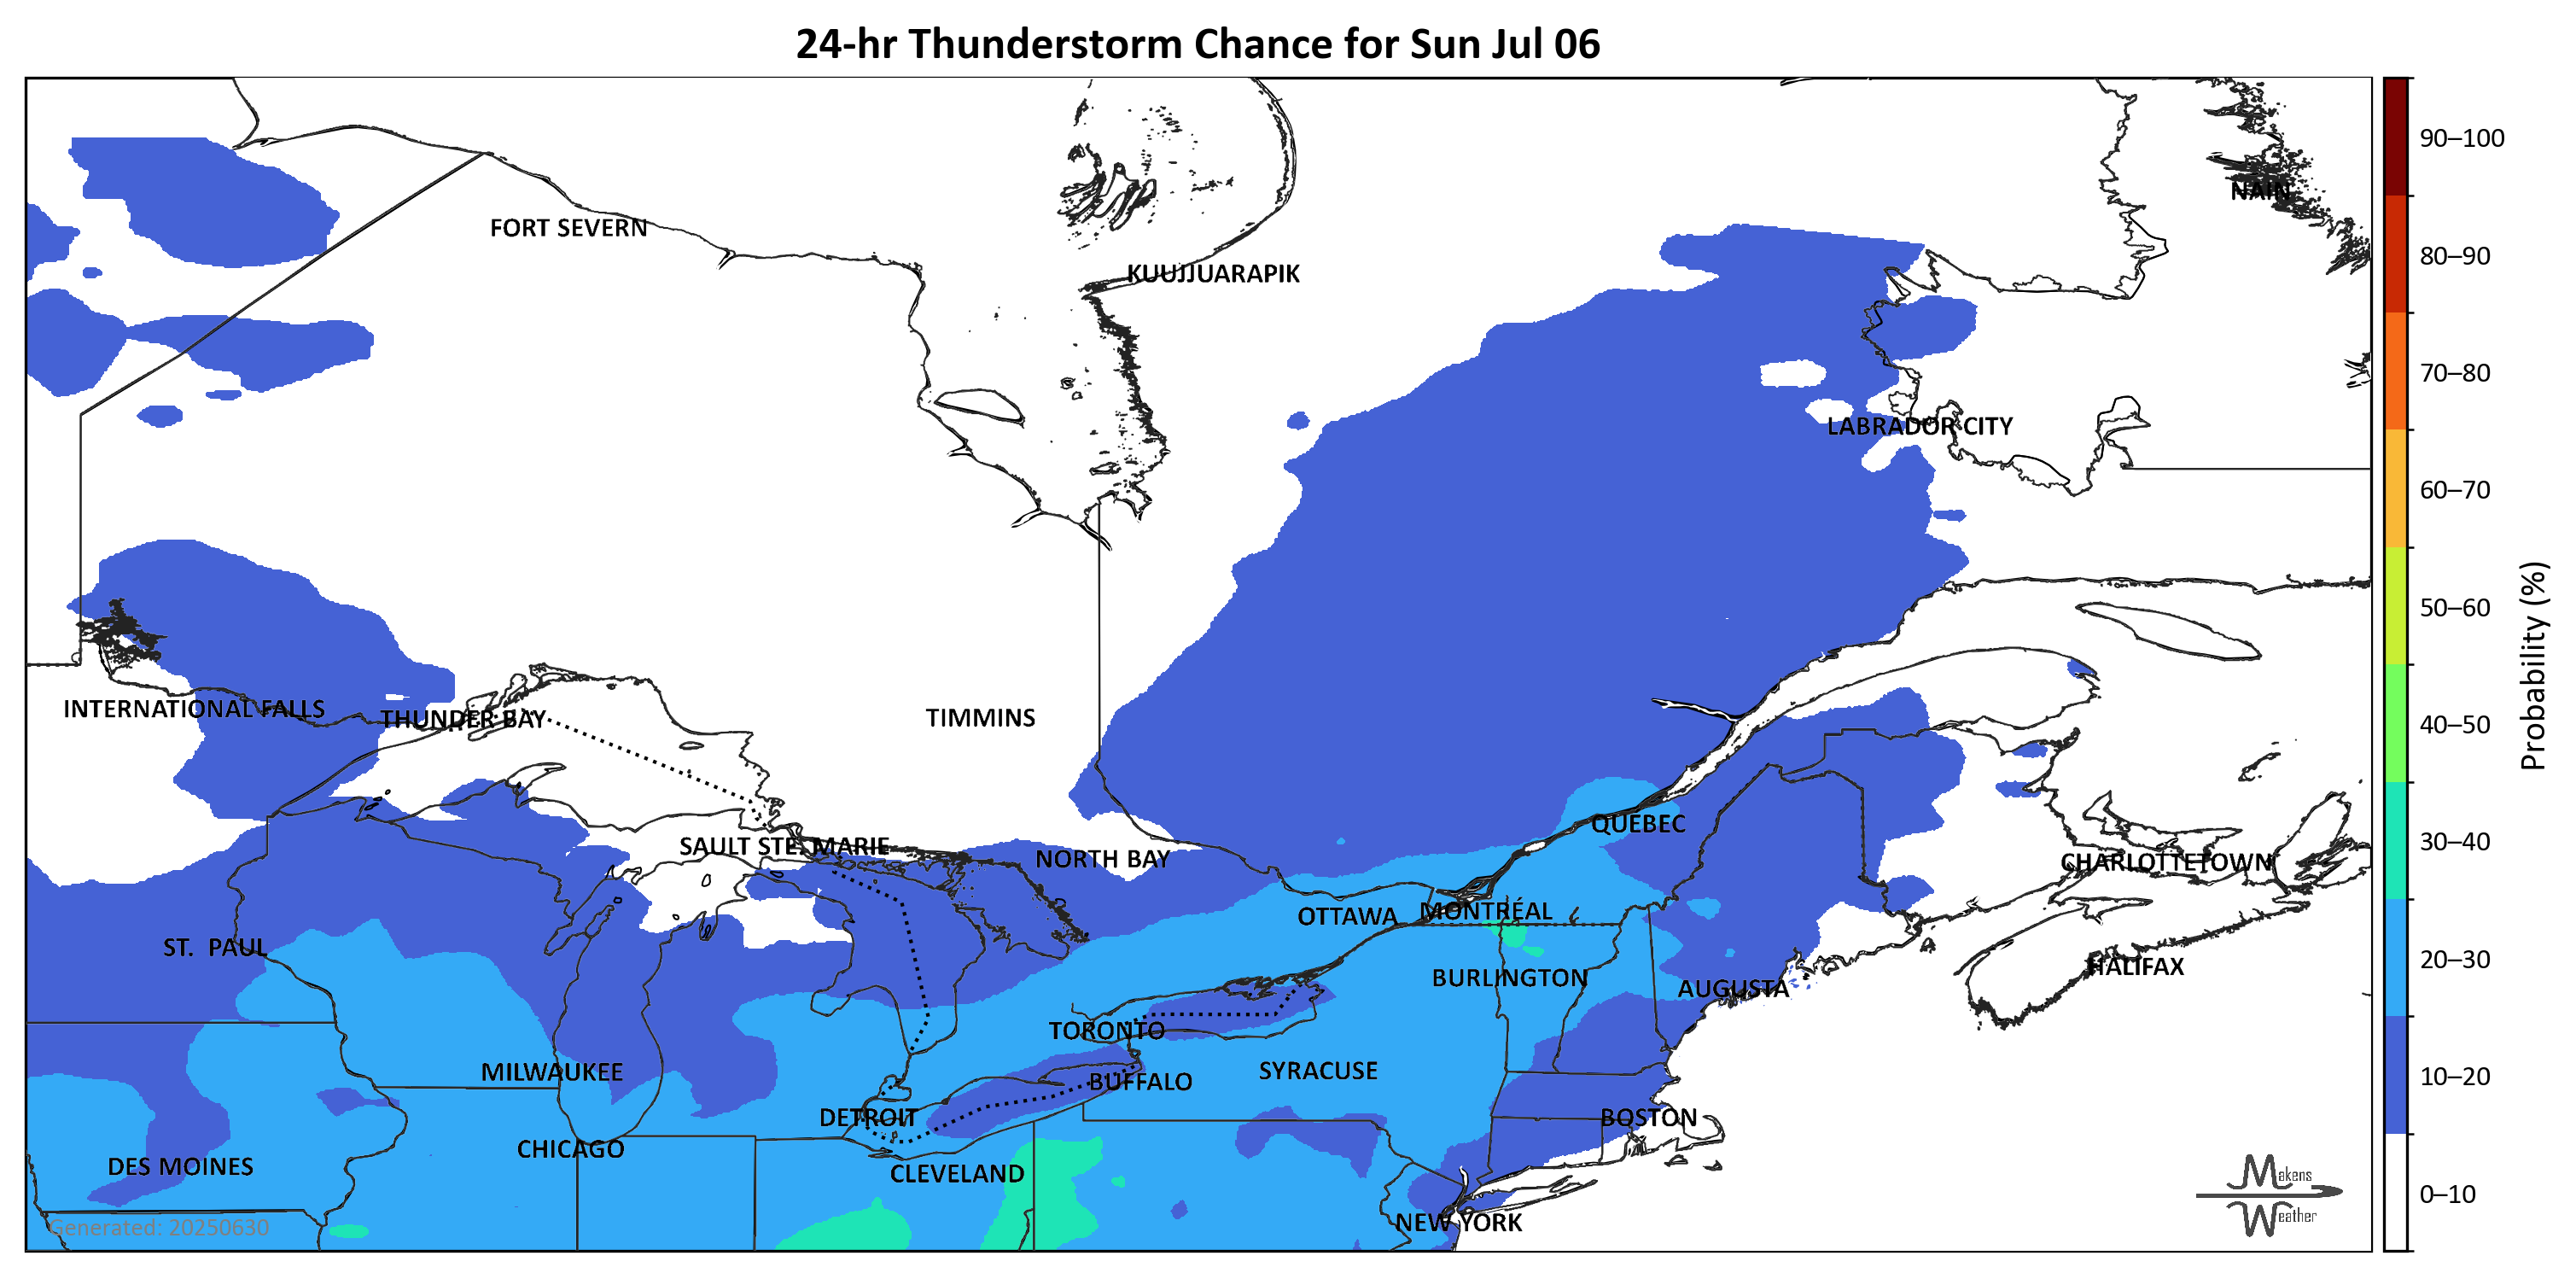 24-hr Thunderstorm Chance for Sun Jul 06
90–100
NAIN
FORT SEVERN
80–90
KUUJJUARAPIK
70–80
LABRADOR CITY
60–70
50–60
Probability (%)
INTERNATIONAL FALLS
THUNDER BAY
TIMMINS
40–50
QUEBEC
SAULT STE. MARIE
NORTH BAY
CHARLOTTETOWN
30–40
OTTAWA
MONTRÉAL
ST. PAUL
20–30
HALIFAX
BURLINGTON
AUGUSTA
TORONTO
MILWAUKEE
SYRACUSE
BUFFALO
10–20
DETROIT
BOSTON
CHICAGO
DES MOINES
CLEVELAND
Makens
Weather
0–10
NEW YORK
Generated: 20250630